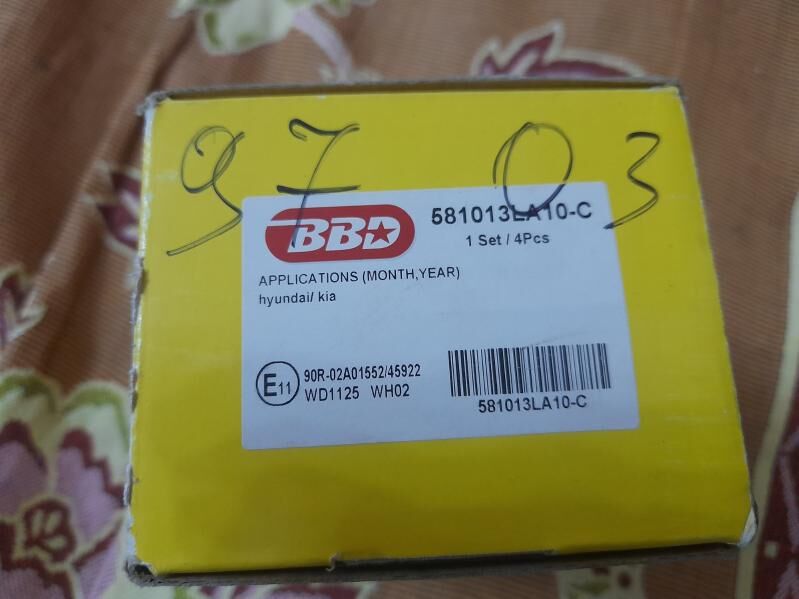 97 03
BBD
581013LA10-C
1 Set / 4Pcs
APPLICATIONS (MONTH,YEAR)
hyundai/ kia
E11
90R-02A01552/45922
WD1125 WH02
581013LA10-C